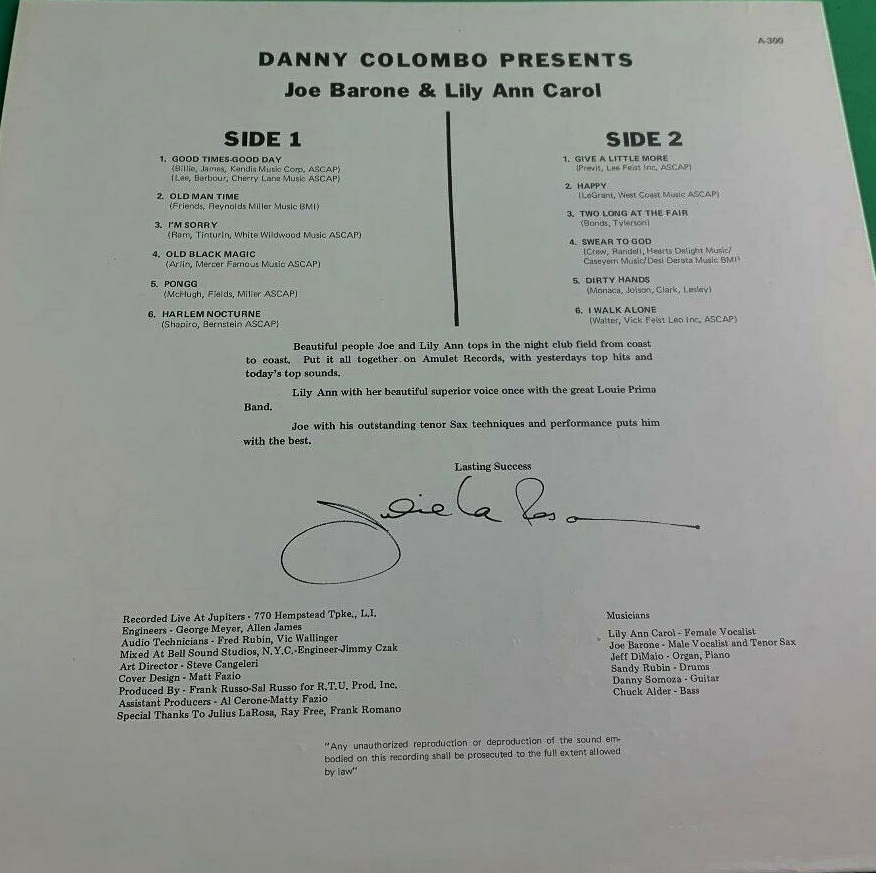 A-300
DANNY COLOMBO PRESENTS
Joe Barone & Lily Ann Carol
SIDE 1
1. GOOD TIMES-GOOD DAY
(Billie, James, Kendis Music Corp, ASCAP)
(Lee, Barbour, Cherry Lane Music ASCAP)
2. OLD MAN TIME
(Friends, Reynolds Miller Music BMI)
3. I'M SORRY
(Ram, Tinturin, White Wildwood Music ASCAP)
4. OLD BLACK MAGIC
(Arlin, Mercer Famous Music ASCAP)
5. PONGG
(McHugh, Fields, Miller ASCAP)
6. HARLEM NOCTURNE
(Shapiro, Bernstein ASCAP)
SIDE 2
1. GIVE A LITTLE MORE
(Previt, Lee Feist Inc, ASCAP)
2. HAPPY
(LeGrant, West Coast Music ASCAP)
3. TWO LONG AT THE FAIR
(Bonds, Tylerson)
4. SWEAR TO GOD
(Crew, Randell, Hearts Delight Music/
Caseyem Music/Desi Derata Music BMI)
5. DIRTY HANDS
(Monaca, Jolson, Clark, Lesley)
6. I WALK ALONE
(Walter, Vick Feist Leo Inc, ASCAP)
Beautiful people Joe and Lily Ann tops in the night club field from coast
to coast. Put it all together on Amulet Records, with yesterdays top hits and
today's top sounds.
Lily Ann with her beautiful superior voice once with the great Louie Prima
Band.
Joe with his outstanding tenor Sax techniques and performance puts him
with the best.
Lasting Success
Julie La Rosa
Recorded Live At Jupiters - 770 Hempstead Tpke., L.I.
Engineers - George Meyer, Allen James
Audio Technicians - Fred Rubin, Vic Wallinger
Mixed At Bell Sound Studios, N.Y.C.-Engineer-Jimmy Czak
Art Director - Steve Cangeleri
Cover Design - Matt Fazio
Produced By - Frank Russo-Sal Russo for R.T.U. Prod. Inc.
Assistant Producers - Al Cerone-Matty Fazio
Special Thanks To Julius LaRosa, Ray Free, Frank Romano
Musicians
Lily Ann Carol - Female Vocalist
Joe Barone - Male Vocalist and Tenor Sax
Jeff DiMaio - Organ, Piano
Sandy Rubin - Drums
Danny Somoza - Guitar
Chuck Alder - Bass
"Any unauthorized reproduction or deproduction of the sound em-
bodied on this recording shall be prosecuted to the full extent allowed
by law"